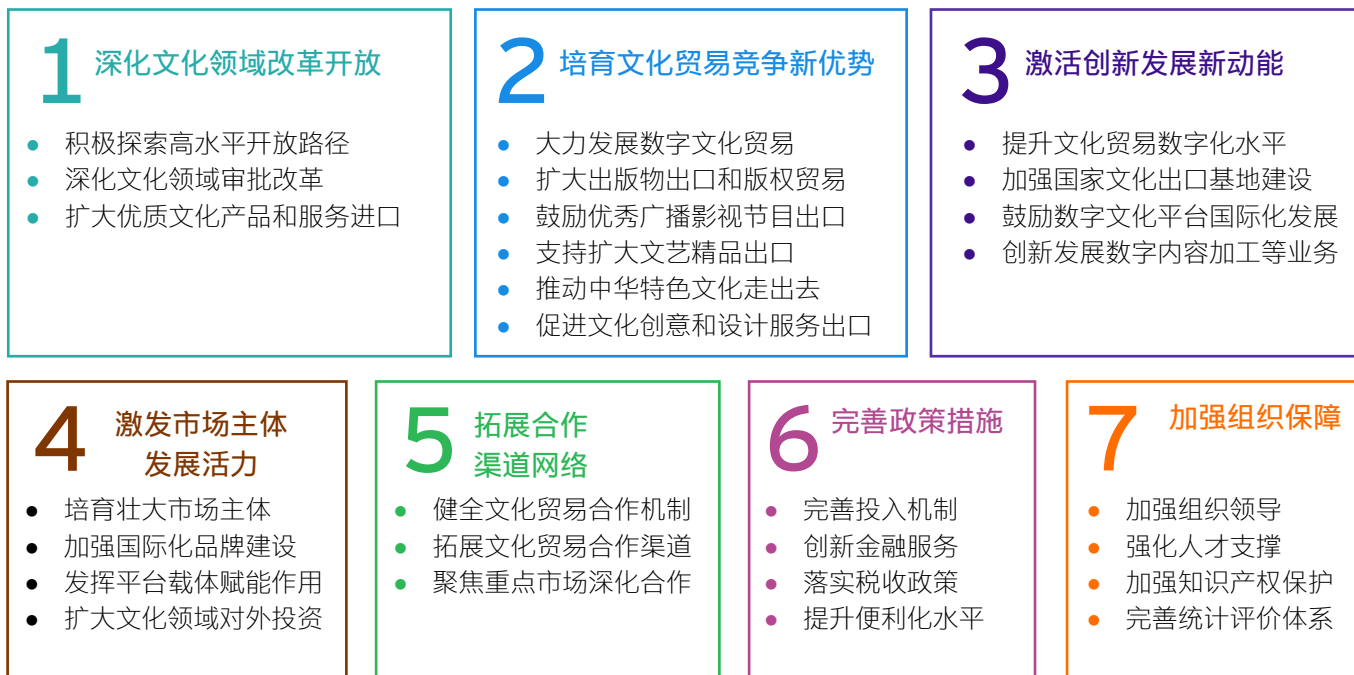 1
深化文化领域改革开放
积极探索高水平开放路径
深化文化领域审批改革
扩大优质文化产品和服务进口
2
培育文化贸易竞争新优势
大力发展数字文化贸易
扩大出版物出口和版权贸易
鼓励优秀广播影视节目出口
支持扩大文艺精品出口
推动中华特色文化走出去
促进文化创意和设计服务出口
3
激活创新发展新动能
提升文化贸易数字化水平
加强国家文化出口基地建设
鼓励数字文化平台国际化发展
创新发展数字内容加工等业务
4
激发市场主体
发展活力
培育壮大市场主体
加强国际化品牌建设
发挥平台载体赋能作用
扩大文化领域对外投资
5
拓展合作
渠道网络
健全文化贸易合作机制
拓展文化贸易合作渠道
聚焦重点市场深化合作
6
完善政策措施
完善投入机制
创新金融服务
落实税收政策
提升便利化水平
7
加强组织保障
加强组织领导
强化人才支撑
加强知识产权保护
完善统计评价体系